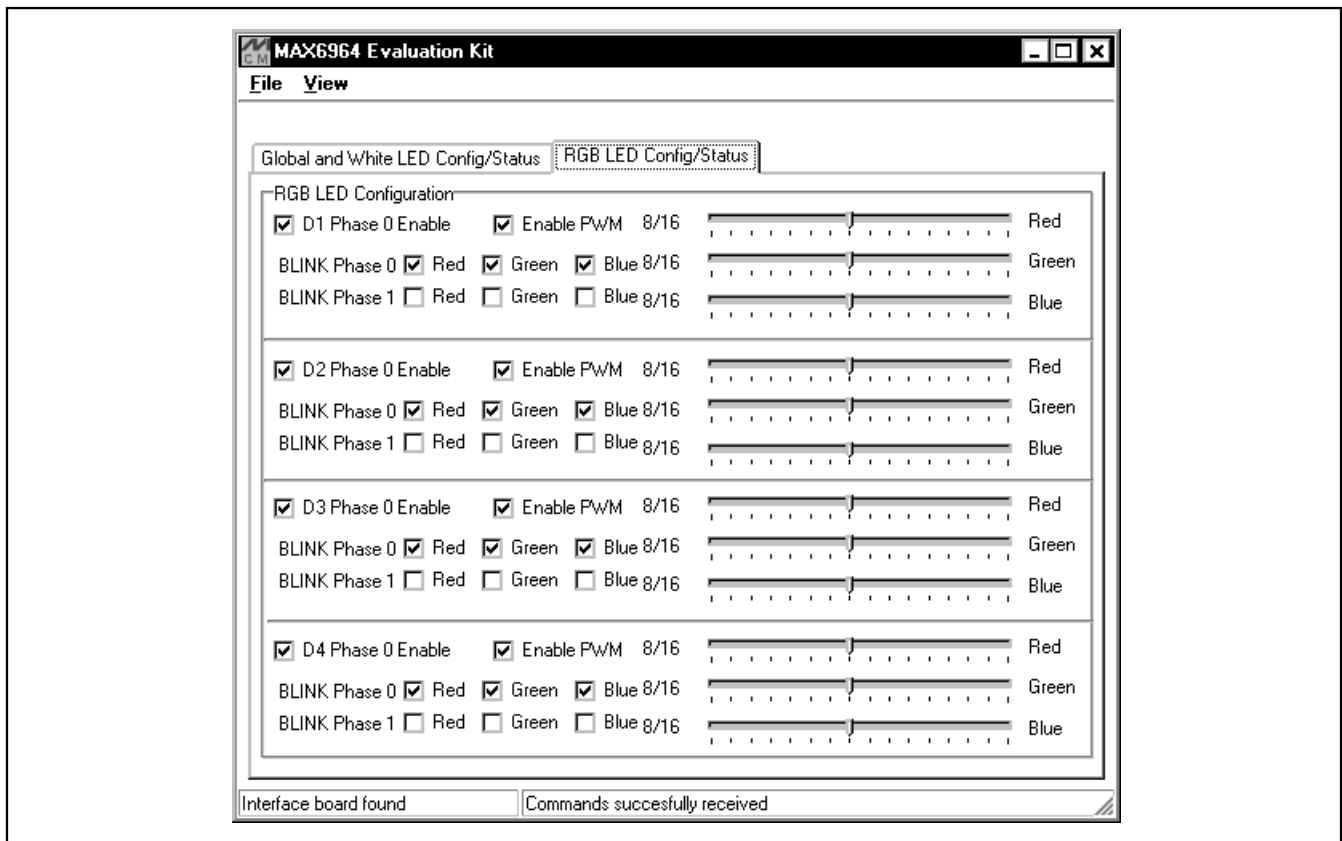 C M MAX6964 Evaluation Kit
File View
Global and White LED Config/Status RGB LED Config/Status
RGB LED Configuration
D1 Phase 0 Enable Enable PWM 8/16 Red
BLINK Phase 0 Red Green Blue 8/16 Green
BLINK Phase 1 Red Green Blue 8/16 Blue
D2 Phase 0 Enable Enable PWM 8/16 Red
BLINK Phase 0 Red Green Blue 8/16 Green
BLINK Phase 1 Red Green Blue 8/16 Blue
D3 Phase 0 Enable Enable PWM 8/16 Red
BLINK Phase 0 Red Green Blue 8/16 Green
BLINK Phase 1 Red Green Blue 8/16 Blue
D4 Phase 0 Enable Enable PWM 8/16 Red
BLINK Phase 0 Red Green Blue 8/16 Green
BLINK Phase 1 Red Green Blue 8/16 Blue
Interface board found Commands succesfully received